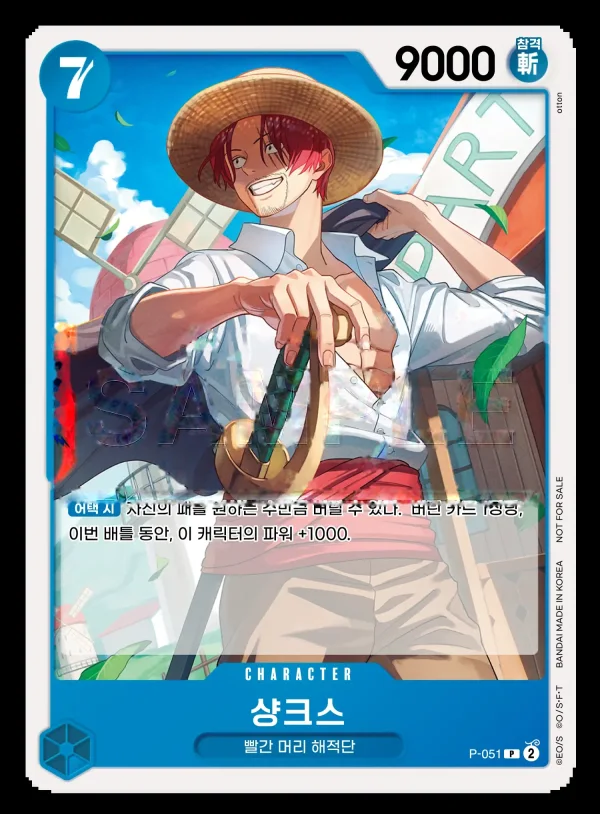 7
9000
참격
斬
otton
PART
SAMPLE
어택 시 자신의 패를 원하는 수만큼 버릴 수 있다. 버린 카드 1장당,
이번 배틀 동안, 이 캐릭터의 파워 +1000.
CHARACTER
샹크스
빨간 머리 해적단
P-051 P 2
©EO/S ©O/S·F·T BANDAI MADE IN KOREA NOT FOR SALE